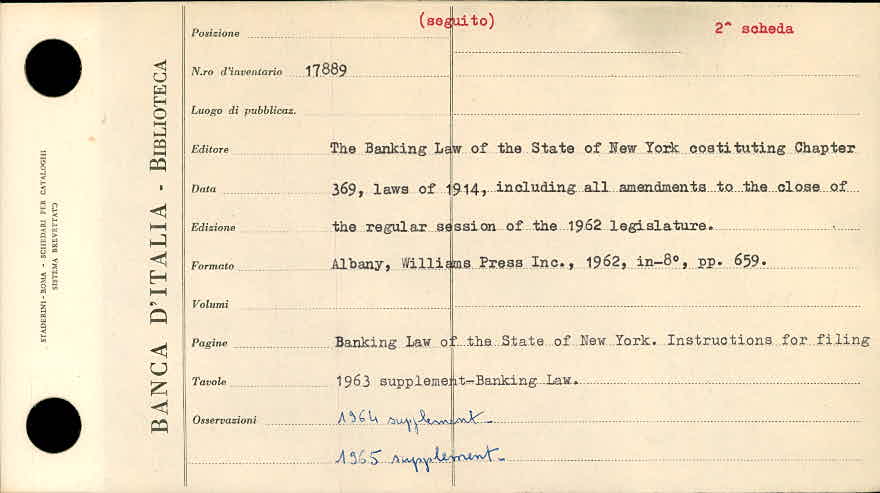 (seguito)
2^ scheda
Posizione
N.ro d'inventario 17889
Luogo di pubblicaz.
Editore The Banking Law of the State of New York costituting Chapter
Data 369, laws of 1914, including all amendments to the close of
Edizione the regular session of the 1962 legislature.
Formato Albany, Williams Press Inc., 1962, in-8°, pp. 659.
Volumi
Pagine Banking Law of the State of New York. Instructions for filing
Tavole 1963 supplement-Banking Law.
Osservazioni 1964 supplement-
1965 supplement-
BANCA D'ITALIA - BIBLIOTECA
STADERINI-ROMA - SCHEDARI PER CATALOGHI
SISTEMA BREVETTATO